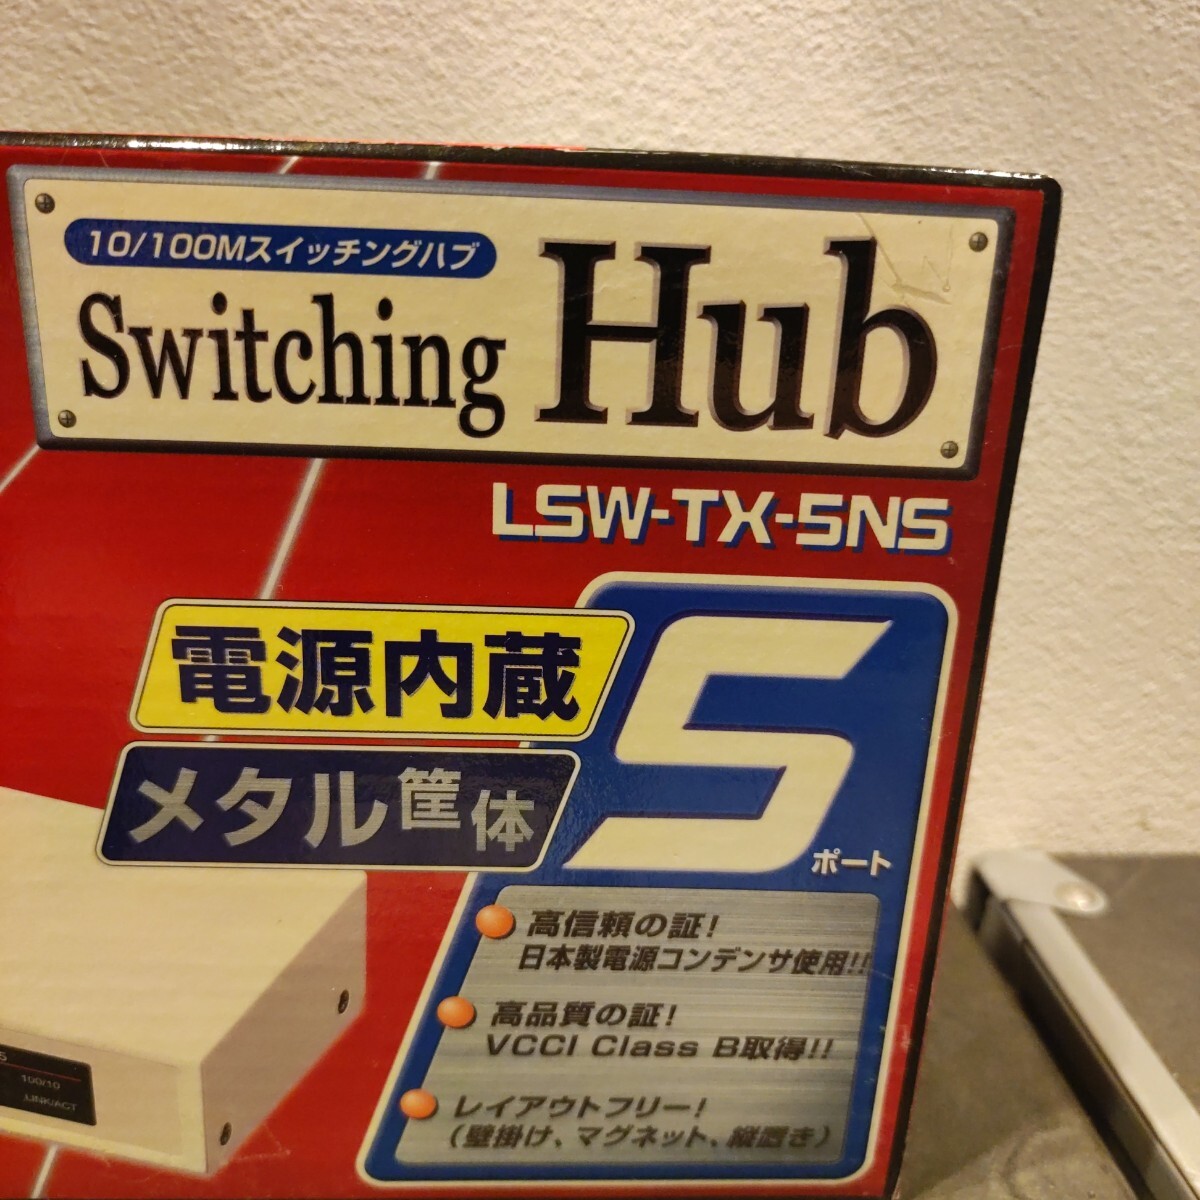 10/100Mスイッチングハブ
Switching Hub
LSW-TX-5NS
電源内蔵
メタル筐体
5
ポート
高信頼の証!
日本製電源コンデンサ使用!!
高品質の証!
VCCI Class B取得!!
レイアウトフリー!
(壁掛け、マグネット、縦置き)
5
100/10
LINK/ACT